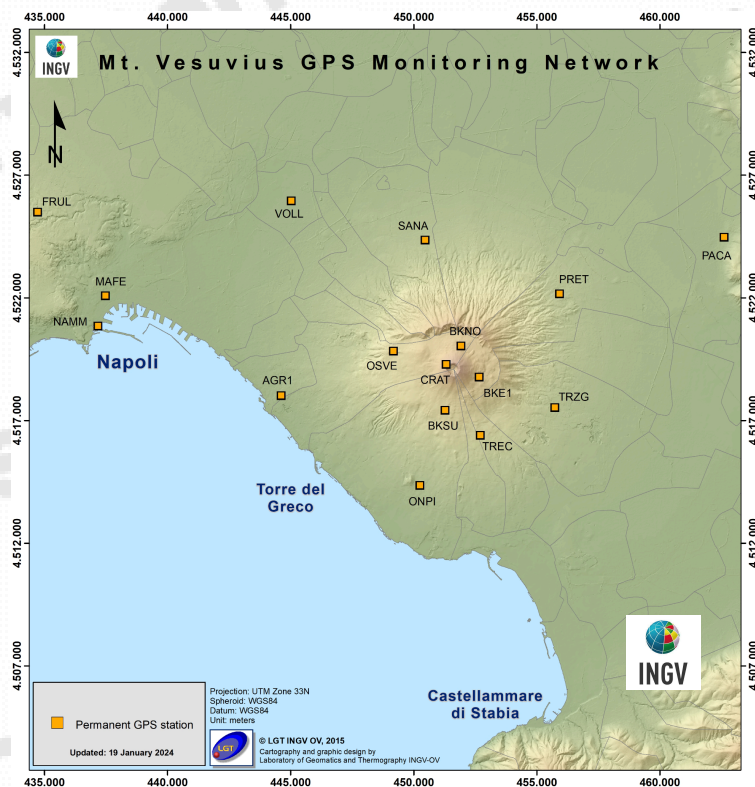 435.000 440.000 445.000 450.000 455.000 460.000
4.532.000 4.532.000
INGV
Mt. Vesuvius GPS Monitoring Network
N
4.527.000 4.527.000
FRUL
VOLL
SANA
PACA
PRET
MAFE
4.522.000 4.522.000
NAMM
BKNO
Napoli
OSVE
CRAT
AGR1
BKE1
TRZG
4.517.000 4.517.000
BKSU
TREC
Torre del
Greco
ONPI
4.512.000 4.512.000
INGV
4.507.000 4.507.000
Castellammare
di Stabia
Permanent GPS station
Updated: 19 January 2024
Projection: UTM Zone 33N
Spheroid: WGS84
Datum: WGS84
Unit: meters
LGT
© LGT INGV OV, 2015
Cartography and graphic design by
Laboratory of Geomatics and Thermography INGV-OV
435.000 440.000 445.000 450.000 455.000 460.000